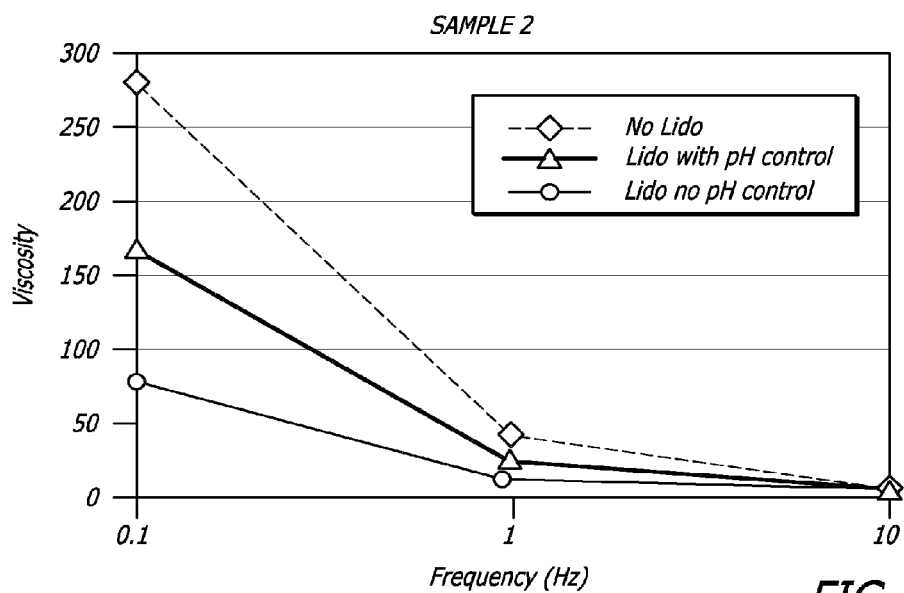 SAMPLE 2
300
250
200
150
100
50
0
Viscosity
No Lido
Lido with pH control
Lido no pH control
0.1
1
10
Frequency (Hz)